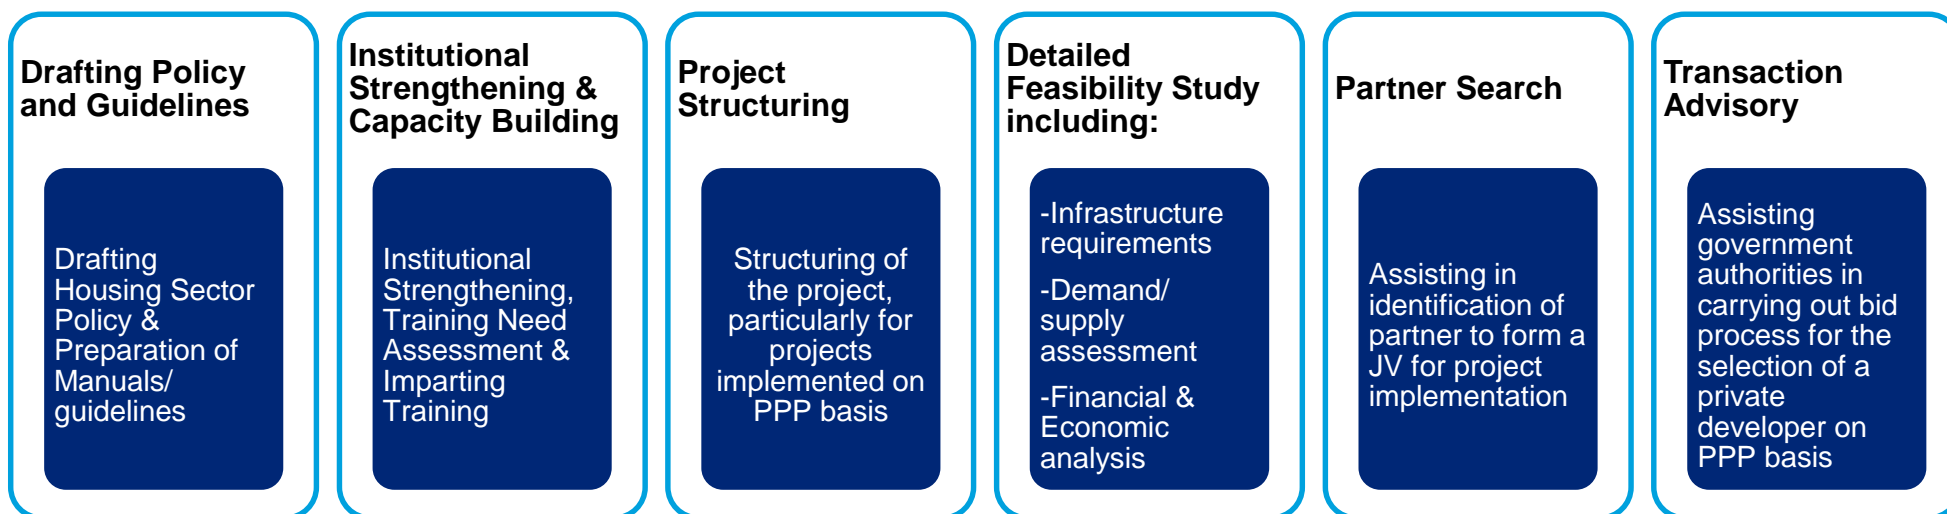 Drafting Policy
and Guidelines
Drafting
Housing Sector
Policy &
Preparation of
Manuals/
guidelines
Institutional
Strengthening &
Capacity Building
Institutional
Strengthening,
Training Need
Assessment &
Imparting
Training
Project
Structuring
Structuring of
the project,
particularly for
projects
implemented on
PPP basis
Detailed
Feasibility Study
including:
-Infrastructure
requirements
-Demand/
supply
assessment
-Financial &
Economic
analysis
Partner Search
Assisting in
identification of
partner to form a
JV for project
implementation
Transaction
Advisory
Assisting
government
authorities in
carrying out bid
process for the
selection of a
private
developer on
PPP basis